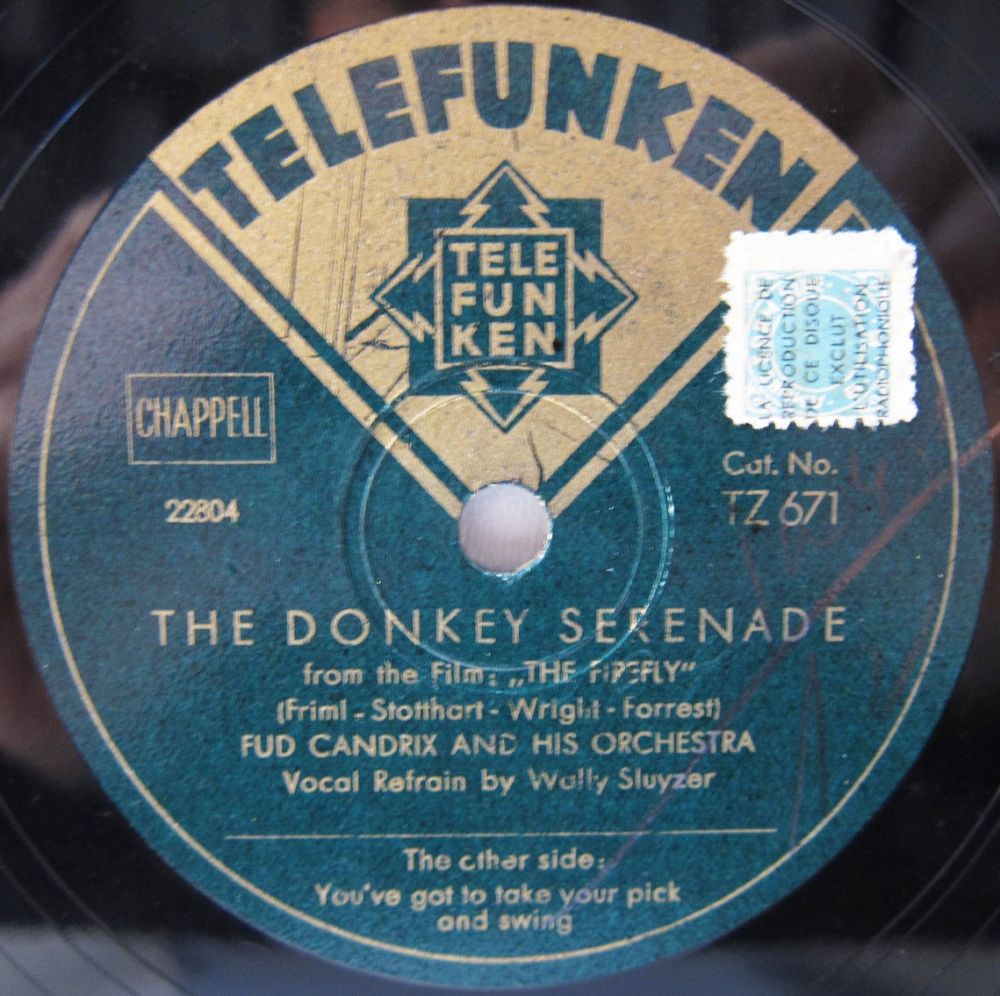 TELEFUNKEN
TELE
FUN
KEN
LA LICENCE DE
REPRODUCTION
DE CE DISQUE
EXCLUT
L'UTILISATION
RADIOPHONIQUE
CHAPPELL
22804
Cat. No.
TZ 671
THE DONKEY SERENADE
from the Film: „THE FIREFLY“
(Friml - Stotthart - Wright - Forrest)
FUD CANDRIX AND HIS ORCHESTRA
Vocal Refrain by Wally Sluyzer
The other side:
You've got to take your pick
and swing